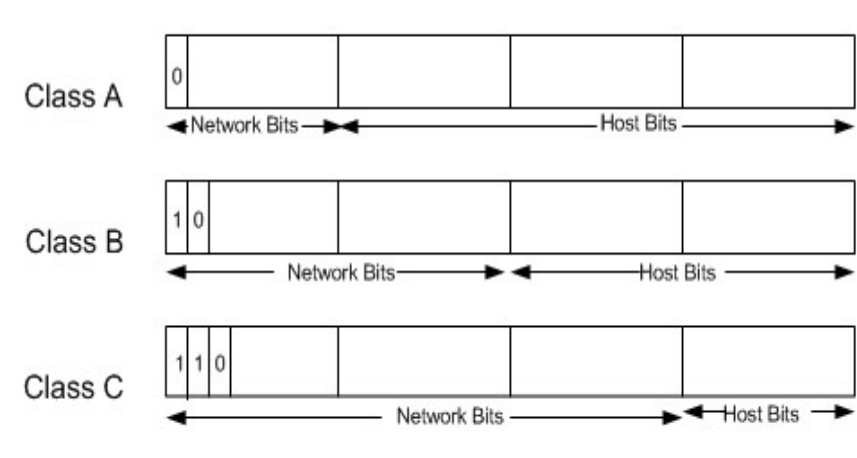 0
Class A
Network Bits Host Bits
1 0
Class B
Network Bits Host Bits
1 1 0
Class C
Network Bits Host Bits